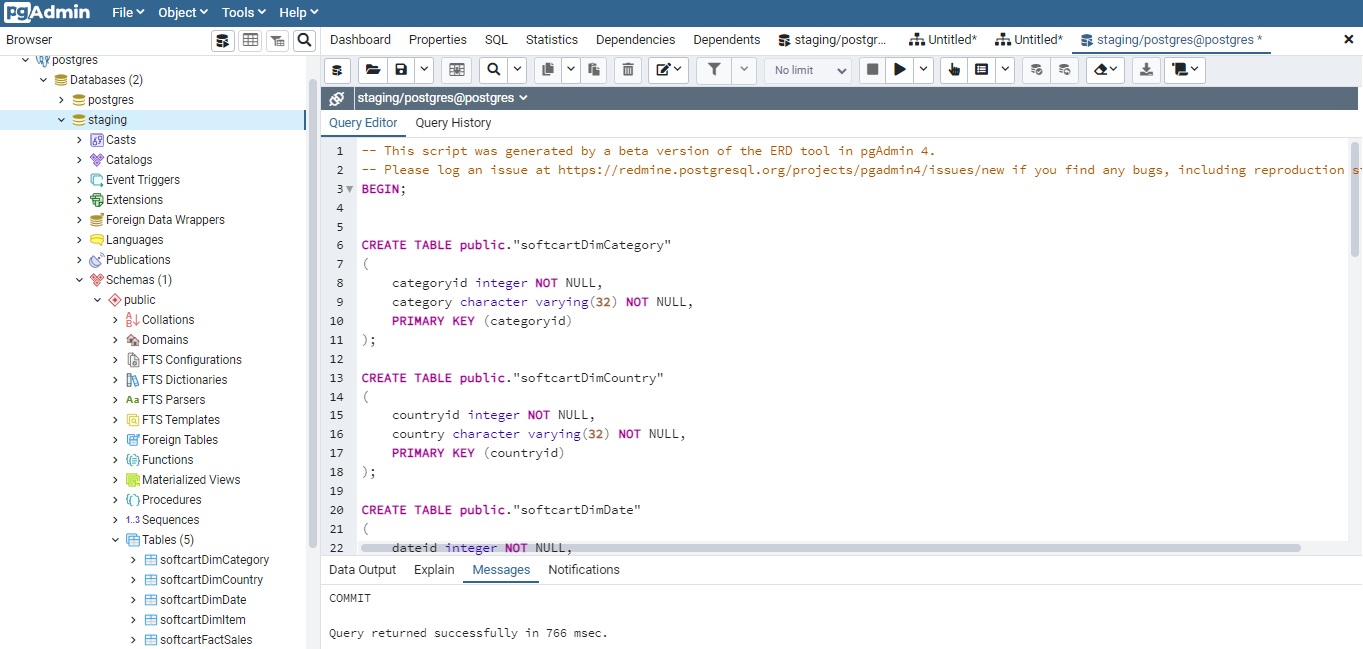 pgAdmin File Object Tools Help
Browser
Dashboard Properties SQL Statistics Dependencies Dependents staging/postgr... Untitled* Untitled* staging/postgres@postgres *
No limit
staging/postgres@postgres
Query Editor Query History
postgres
Databases (2)
postgres
staging
Casts
Catalogs
Event Triggers
Extensions
Foreign Data Wrappers
Languages
Publications
Schemas (1)
public
Collations
Domains
FTS Configurations
FTS Dictionaries
Aa FTS Parsers
FTS Templates
Foreign Tables
Functions
Materialized Views
Procedures
1..3 Sequences
Tables (5)
softcartDimCategory
softcartDimCountry
softcartDimDate
softcartDimItem
softcartFactSales
1 -- This script was generated by a beta version of the ERD tool in pgAdmin 4.
2 -- Please log an issue at https://redmine.postgresql.org/projects/pgadmin4/issues/new if you find any bugs, including reproduction
3 BEGIN;
4
5
6 CREATE TABLE public."softcartDimCategory"
7 (
8 categoryid integer NOT NULL,
9 category character varying(32) NOT NULL,
10 PRIMARY KEY (categoryid)
11 );
12
13 CREATE TABLE public."softcartDimCountry"
14 (
15 countryid integer NOT NULL,
16 country character varying(32) NOT NULL,
17 PRIMARY KEY (countryid)
18 );
19
20 CREATE TABLE public."softcartDimDate"
21 (
22 dateid integer NOT NULL,
Data Output Explain Messages Notifications
COMMIT
Query returned successfully in 766 msec.